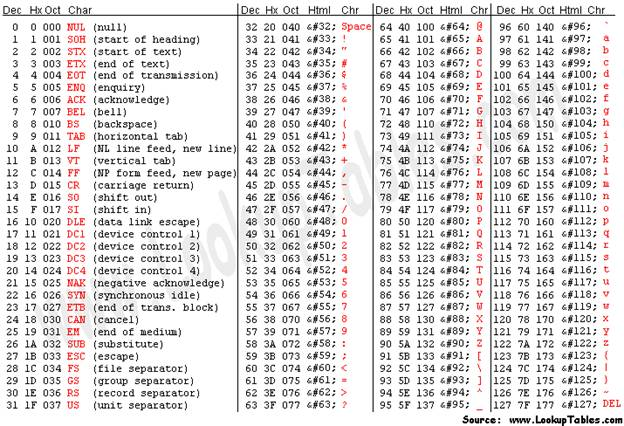 Dec Hx Oct Char Dec Hx Oct Html Chr Dec Hx Oct Html Chr Dec Hx Oct Html Chr
0 0 000 NUL (null) 32 20 040 &#32; Space 64 40 100 &#64; @ 96 60 140 &#96; `
1 1 001 SOH (start of heading) 33 21 041 &#33; ! 65 41 101 &#65; A 97 61 141 &#97; a
2 2 002 STX (start of text) 34 22 042 &#34; " 66 42 102 &#66; B 98 62 142 &#98; b
3 3 003 ETX (end of text) 35 23 043 &#35; # 67 43 103 &#67; C 99 63 143 &#99; c
4 4 004 EOT (end of transmission) 36 24 044 &#36; $ 68 44 104 &#68; D 100 64 144 &#100; d
5 5 005 ENQ (enquiry) 37 25 045 &#37; % 69 45 105 &#69; E 101 65 145 &#101; e
6 6 006 ACK (acknowledge) 38 26 046 &#38; & 70 46 106 &#70; F 102 66 146 &#102; f
7 7 007 BEL (bell) 39 27 047 &#39; ' 71 47 107 &#71; G 103 67 147 &#103; g
8 8 010 BS (backspace) 40 28 050 &#40; ( 72 48 110 &#72; H 104 68 150 &#104; h
9 9 011 TAB (horizontal tab) 41 29 051 &#41; ) 73 49 111 &#73; I 105 69 151 &#105; i
10 A 012 LF (NL line feed, new line) 42 2A 052 &#42; * 74 4A 112 &#74; J 106 6A 152 &#106; j
11 B 013 VT (vertical tab) 43 2B 053 &#43; + 75 4B 113 &#75; K 107 6B 153 &#107; k
12 C 014 FF (NP form feed, new page) 44 2C 054 &#44; , 76 4C 114 &#76; L 108 6C 154 &#108; l
13 D 015 CR (carriage return) 45 2D 055 &#45; - 77 4D 115 &#77; M 109 6D 155 &#109; m
14 E 016 SO (shift out) 46 2E 056 &#46; . 78 4E 116 &#78; N 110 6E 156 &#110; n
15 F 017 SI (shift in) 47 2F 057 &#47; / 79 4F 117 &#79; O 111 6F 157 &#111; o
16 10 020 DLE (data link escape) 48 30 060 &#48; 0 80 50 120 &#80; P 112 70 160 &#112; p
17 11 021 DC1 (device control 1) 49 31 061 &#49; 1 81 51 121 &#81; Q 113 71 161 &#113; q
18 12 022 DC2 (device control 2) 50 32 062 &#50; 2 82 52 122 &#82; R 114 72 162 &#114; r
19 13 023 DC3 (device control 3) 51 33 063 &#51; 3 83 53 123 &#83; S 115 73 163 &#115; s
20 14 024 DC4 (device control 4) 52 34 064 &#52; 4 84 54 124 &#84; T 116 74 164 &#116; t
21 15 025 NAK (negative acknowledge) 53 35 065 &#53; 5 85 55 125 &#85; U 117 75 165 &#117; u
22 16 026 SYN (synchronous idle) 54 36 066 &#54; 6 86 56 126 &#86; V 118 76 166 &#118; v
23 17 027 ETB (end of trans. block) 55 37 067 &#55; 7 87 57 127 &#87; W 119 77 167 &#119; w
24 18 030 CAN (cancel) 56 38 070 &#56; 8 88 58 130 &#88; X 120 78 170 &#120; x
25 19 031 EM (end of medium) 57 39 071 &#57; 9 89 59 131 &#89; Y 121 79 171 &#121; y
26 1A 032 SUB (substitute) 58 3A 072 &#58; : 90 5A 132 &#90; Z 122 7A 172 &#122; z
27 1B 033 ESC (escape) 59 3B 073 &#59; ; 91 5B 133 &#91; [ 123 7B 173 &#123; {
28 1C 034 FS (file separator) 60 3C 074 &#60; < 92 5C 134 &#92; \ 124 7C 174 &#124; |
29 1D 035 GS (group separator) 61 3D 075 &#61; = 93 5D 135 &#93; ] 125 7D 175 &#125; }
30 1E 036 RS (record separator) 62 3E 076 &#62; > 94 5E 136 &#94; ^ 126 7E 176 &#126; ~
31 1F 037 US (unit separator) 63 3F 077 &#63; ? 95 5F 137 &#95; _ 127 7F 177 &#127; DEL
Source: www.LookupTables.com